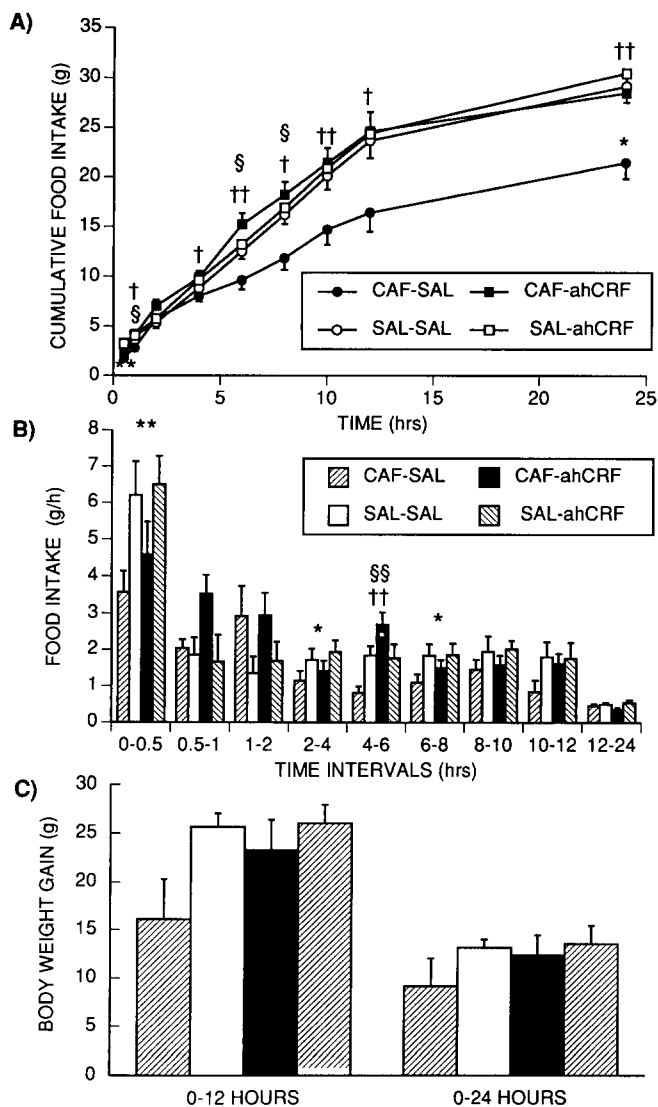 A)
CUMULATIVE FOOD INTAKE (g)
35
30
25
20
15
10
5
0
† §
* *
†
§ ††
§ †
††
†
††
*
CAF-SAL CAF-ahCRF
SAL-SAL SAL-ahCRF
0 5 10 15 20 25
TIME (hrs)
B)
FOOD INTAKE (g/h)
8
7
6
5
4
3
2
1
0
**
*
§§
††
*
CAF-SAL CAF-ahCRF
SAL-SAL SAL-ahCRF
0-0.5 0.5-1 1-2 2-4 4-6 6-8 8-10 10-12 12-24
TIME INTERVALS (hrs)
C)
BODY WEIGHT GAIN (g)
30
25
20
15
10
5
0
0-12 HOURS 0-24 HOURS